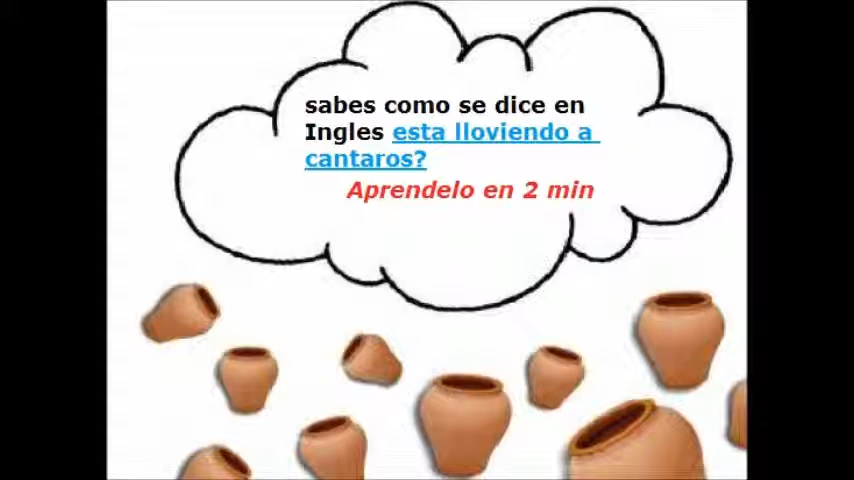 sabes como se dice en
Ingles esta lloviendo a
cantaros?
Aprendelo en 2 min